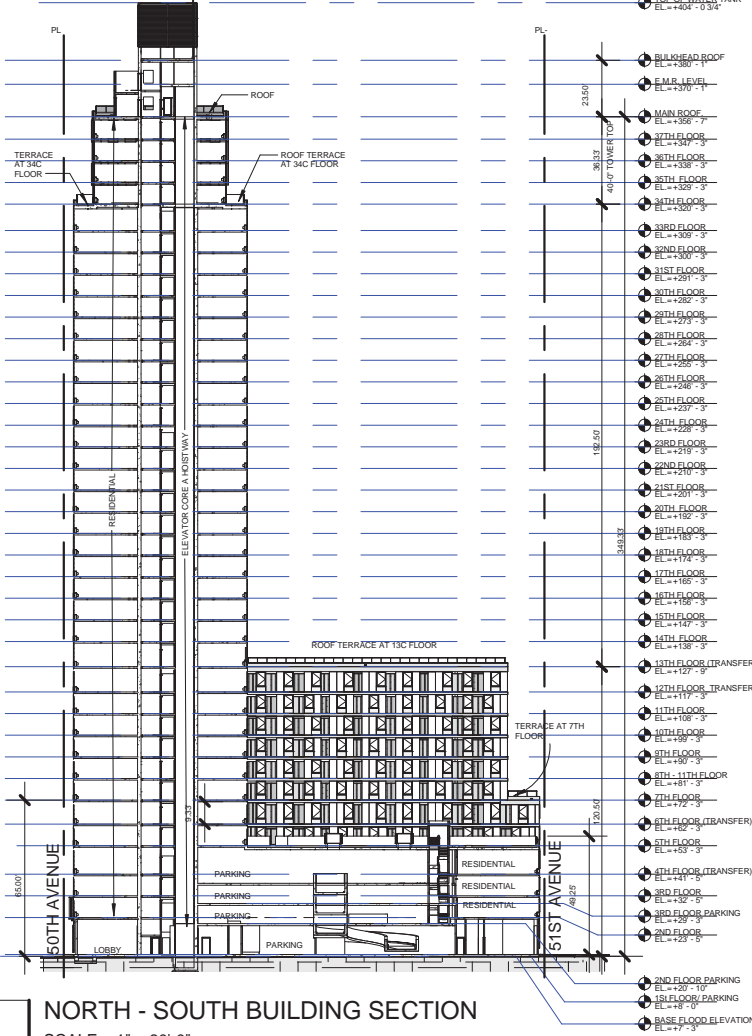 EL.=+404' - 0 3/4"
PL
PL-
BULKHEAD ROOF
EL.=+380' - 1"
E.M.R. LEVEL
EL.=+370' - 1"
23.50'
ROOF
MAIN ROOF
EL.=+356' - 7"
37TH FLOOR
EL.=+347' - 3"
TERRACE
AT 34C
FLOOR
ROOF TERRACE
AT 34C FLOOR
36.33'
40'-0" TOWER TOP
36TH FLOOR
EL.=+338' - 3"
35TH FLOOR
EL.=+329' - 3"
34TH FLOOR
EL.=+320' - 3"
33RD FLOOR
EL.=+309' - 3"
32ND FLOOR
EL.=+300' - 3"
31ST FLOOR
EL.=+291' - 3"
30TH FLOOR
EL.=+282' - 3"
29TH FLOOR
EL.=+273' - 3"
28TH FLOOR
EL.=+264' - 3"
27TH FLOOR
EL.=+255' - 3"
26TH FLOOR
EL.=+246' - 3"
25TH FLOOR
EL.=+237' - 3"
24TH FLOOR
EL.=+228' - 3"
23RD FLOOR
EL.=+219' - 3"
22ND FLOOR
EL.=+210' - 3"
21ST FLOOR
EL.=+201' - 3"
20TH FLOOR
EL.=+192' - 3"
19TH FLOOR
EL.=+183' - 3"
18TH FLOOR
EL.=+174' - 3"
17TH FLOOR
EL.=+165' - 3"
16TH FLOOR
EL.=+156' - 3"
15TH FLOOR
EL.=+147' - 3"
14TH FLOOR
EL.=+138' - 3"
RESIDENTIAL
ELEVATOR CORE A HOISTWAY
192.50'
349.33'
ROOF TERRACE AT 13C FLOOR
13TH FLOOR (TRANSFER
EL.=+127' - 9"
12TH FLOOR TRANSFER
EL.=+117' - 3"
11TH FLOOR
EL.=+108' - 3"
TERRACE AT 7TH
FLOOR
10TH FLOOR
EL.=+99' - 3"
9TH FLOOR
EL.=+90' - 3"
8TH - 11TH FLOOR
EL.=+81' - 3"
7TH FLOOR
EL.=+72' - 3"
9.33'
120.50'
6TH FLOOR (TRANSFER)
EL.=+62' - 3"
5TH FLOOR
EL.=+53' - 3"
65.00'
50TH AVENUE
PARKING
PARKING
PARKING
RESIDENTIAL
RESIDENTIAL
RESIDENTIAL
51ST AVENUE
49.25'
4TH FLOOR (TRANSFER)
EL.=+41' - 5"
3RD FLOOR
EL.=+32' - 5"
3RD FLOOR PARKING
EL.=+29' - 3"
2ND FLOOR
EL.=+23' - 5"
LOBBY
PARKING
2ND FLOOR PARKING
EL.=+20' - 10"
1St FLOOR/ PARKING
EL.=+8' - 0"
BASE FLOOD ELEVATION
EL.=+7' - 3"
NORTH - SOUTH BUILDING SECTION